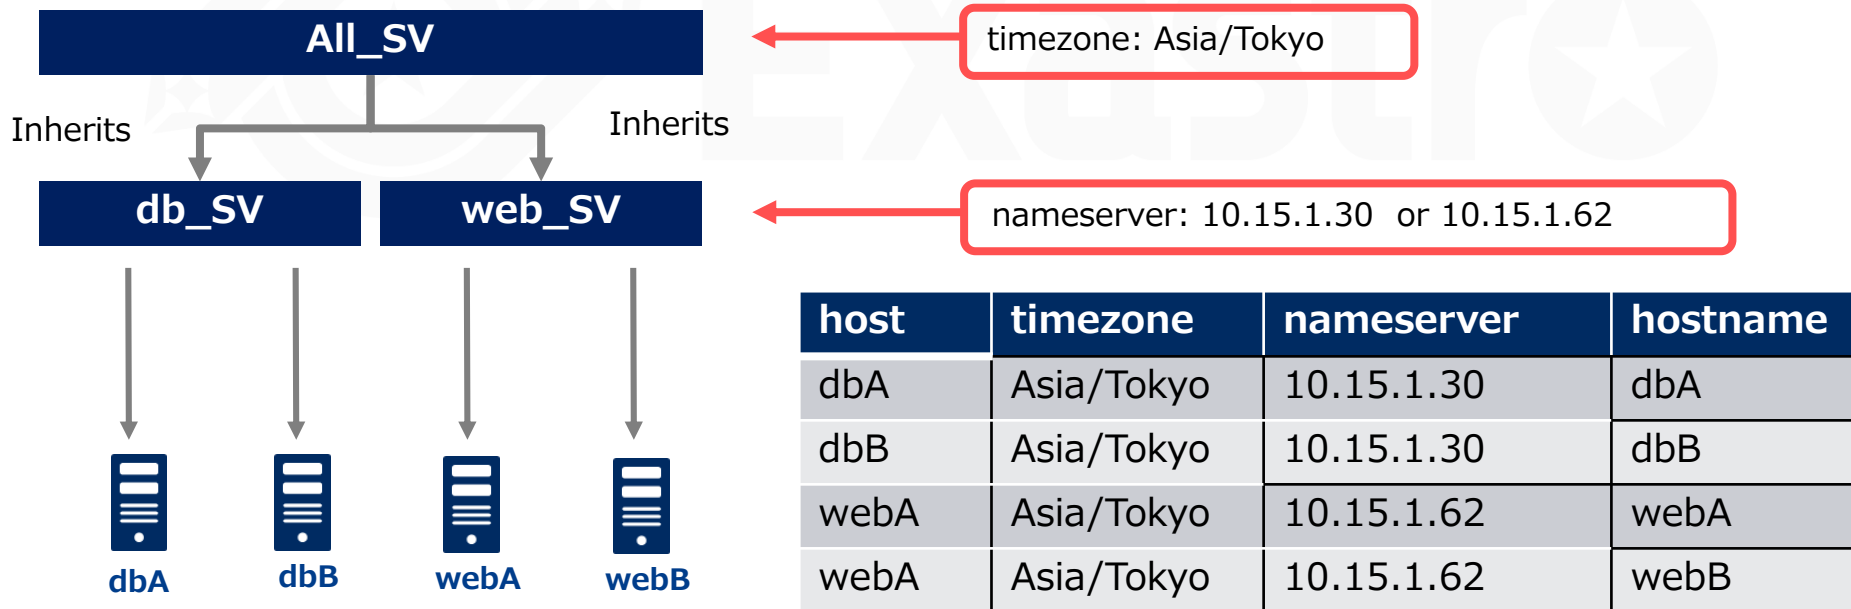 All_SV
timezone: Asia/Tokyo
Inherits
Inherits
db_SV
web_SV
nameserver: 10.15.1.30 or 10.15.1.62
host timezone nameserver hostname
dbA Asia/Tokyo 10.15.1.30 dbA
dbB Asia/Tokyo 10.15.1.30 dbB
webA Asia/Tokyo 10.15.1.62 webA
webA Asia/Tokyo 10.15.1.62 webB
dbA
dbB
webA
webB
Exastro